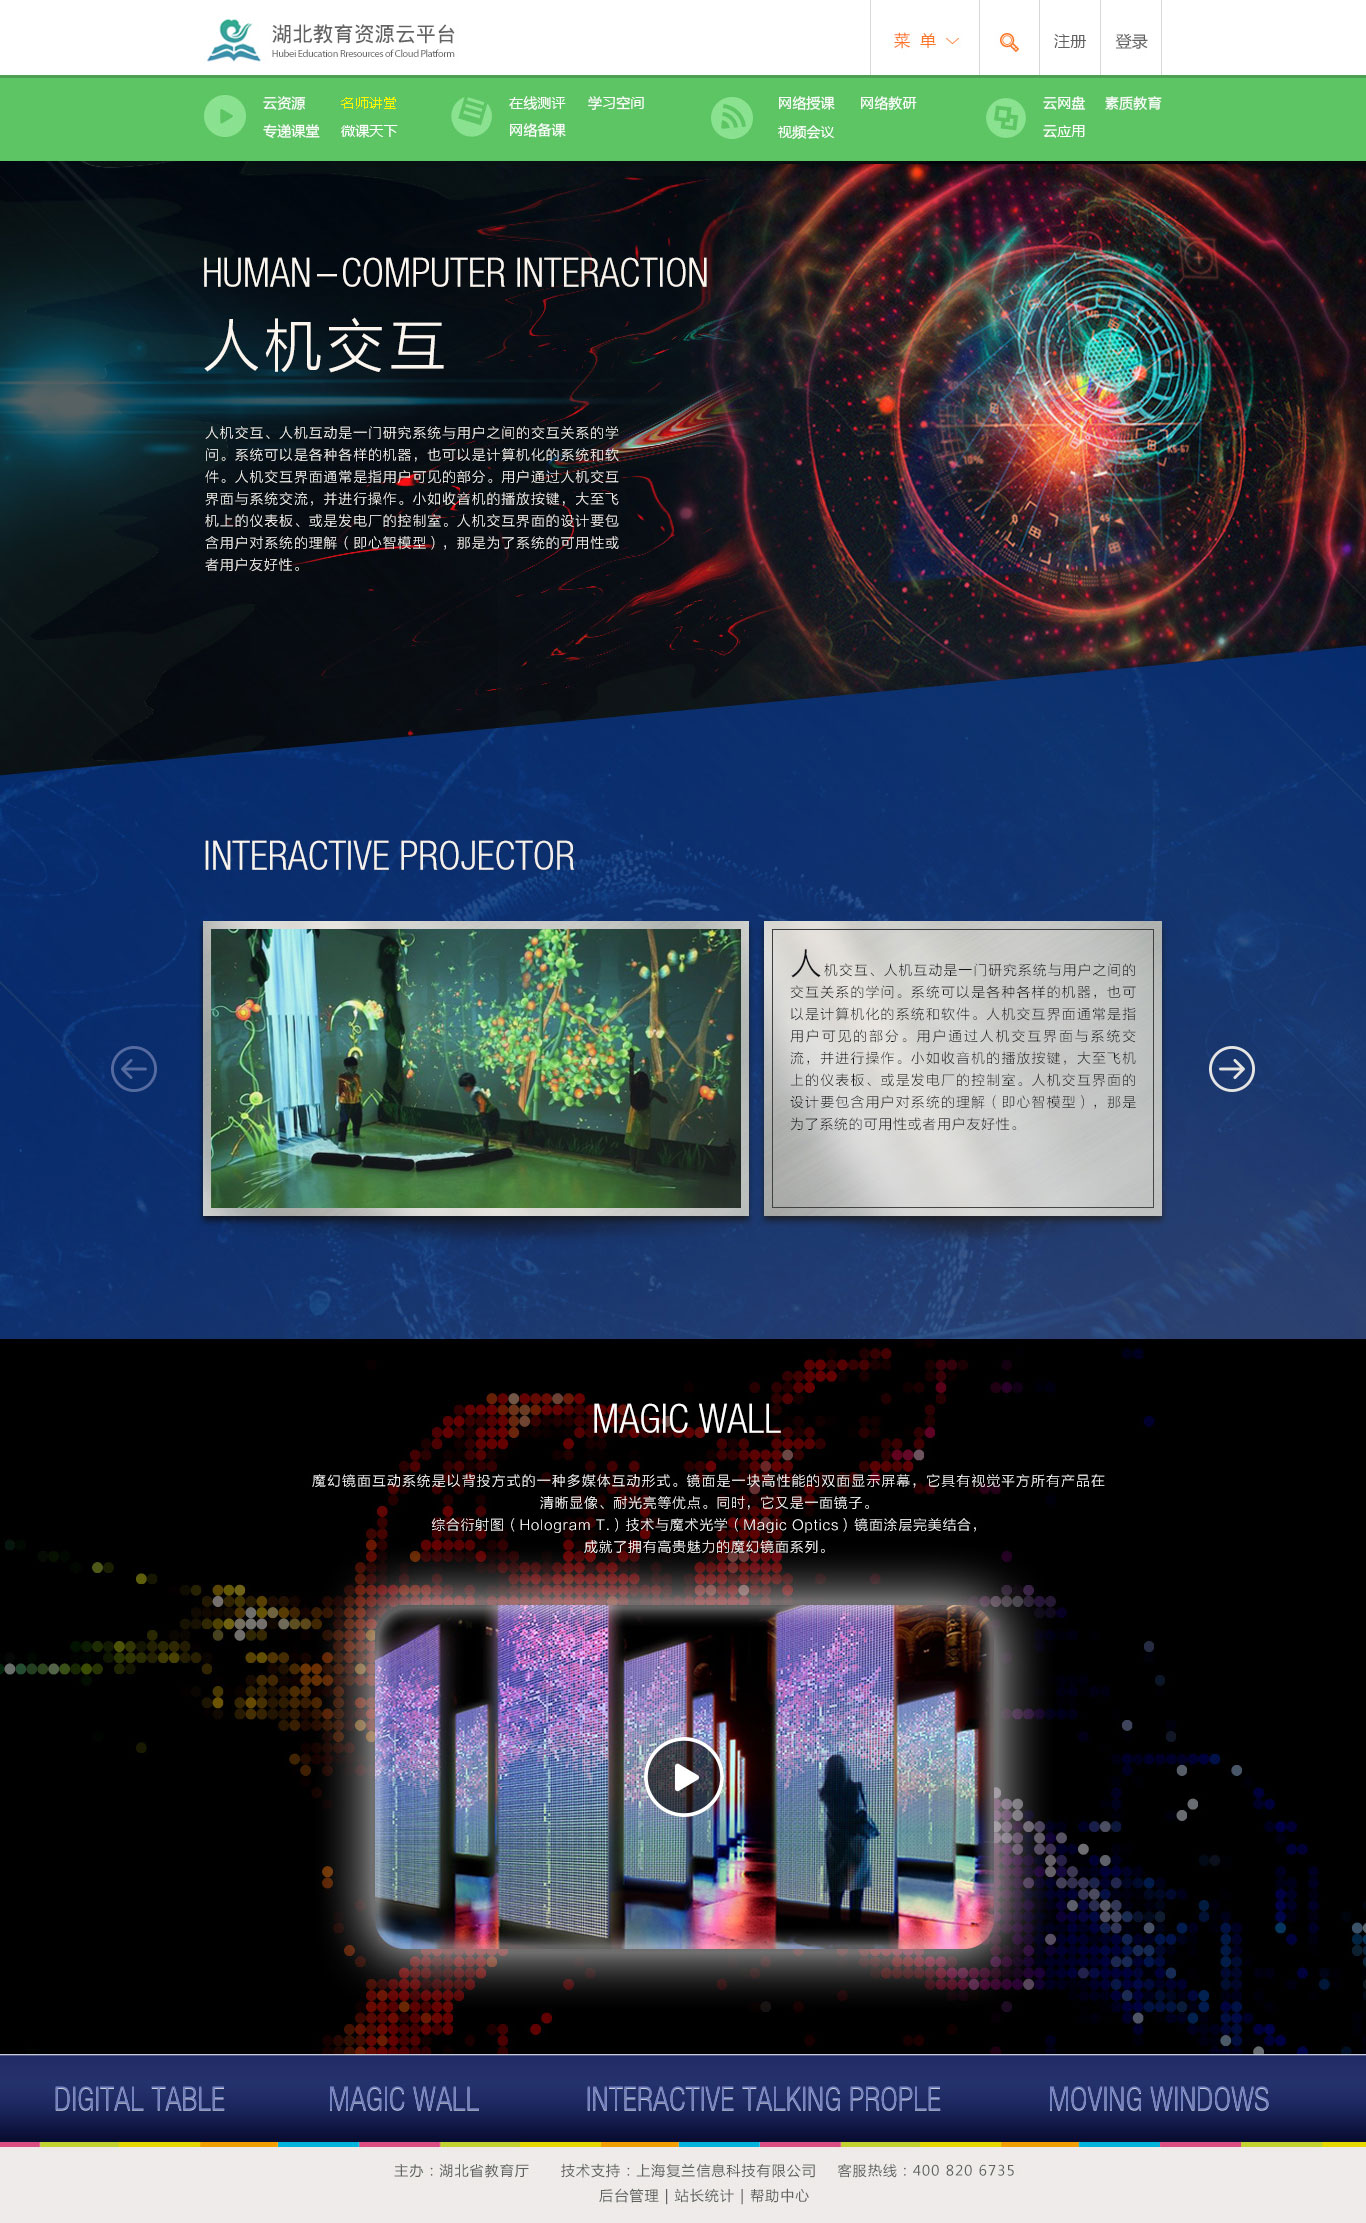 湖北教育资源云平台
Hubei Education Rresources of Cloud Platform
菜 单
注册
登录
云资源 名师讲堂 在线测评 学习空间 网络授课 网络教研 云网盘 素质教育
专递课堂 微课天下 网络备课 视频会议 云应用
HUMAN-COMPUTER INTERACTION
人机交互
人机交互、人机互动是一门研究系统与用户之间的交互关系的学
问。系统可以是各种各样的机器，也可以是计算机化的系统和软
件。人机交互界面通常是指用户可见的部分。用户通过人机交互
界面与系统交流，并进行操作。小如收音机的播放按键，大至飞
机上的仪表板、或是发电厂的控制室。人机交互界面的设计要包
含用户对系统的理解（即心智模型），那是为了系统的可用性或
者用户友好性。
INTERACTIVE PROJECTOR
人机交互、人机互动是一门研究系统与用户之间的
交互关系的学问。系统可以是各种各样的机器，也可
以是计算机化的系统和软件。人机交互界面通常是指
用户可见的部分。用户通过人机交互界面与系统交
流，并进行操作。小如收音机的播放按键，大至飞机
上的仪表板、或是发电厂的控制室。人机交互界面的
设计要包含用户对系统的理解（即心智模型），那是
为了系统的可用性或者用户友好性。
MAGIC WALL
魔幻镜面互动系统是以背投方式的一种多媒体互动形式。镜面是一块高性能的双面显示屏幕，它具有视觉平方所有产品在
清晰显像、耐光亮等优点。同时，它又是一面镜子。
综合衍射图（Hologram T.）技术与魔术光学（Magic Optics）镜面涂层完美结合，
成就了拥有高贵魅力的魔幻镜面系列。
DIGITAL TABLE MAGIC WALL INTERACTIVE TALKING PROPLE MOVING WINDOWS
主办：湖北省教育厅 技术支持：上海复兰信息科技有限公司 客服热线：400 820 6735
后台管理 | 站长统计 | 帮助中心